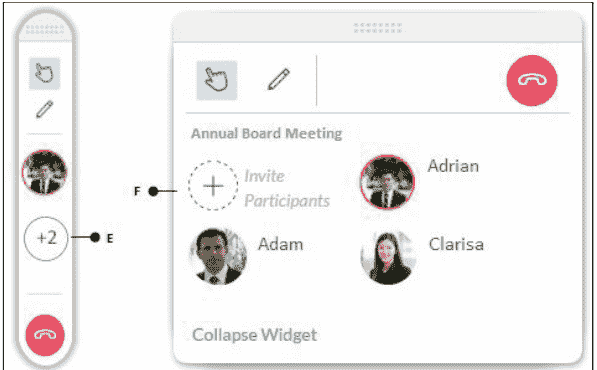 Annual Board Meeting
Invite
Participants
Adrian
F
+2
E
Adam
Clarisa
Collapse Widget